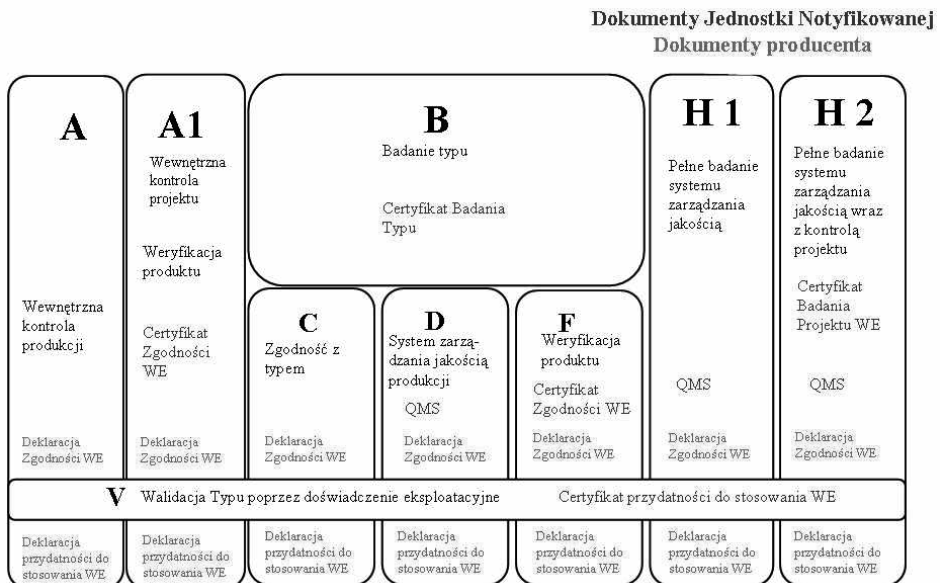 Dokumenty Jednostki Notyfikowanej
Dokumenty producenta
A
Wewnętrzna
kontrola
produkcji
Deklaracja
Zgodności WE
A1
Wewnętrzna
kontrola
projektu
Weryfikacja
produktu
Certyfikat
Zgodności
WE
Deklaracja
Zgodności WE
B
Badanie typu
Certyfikat Badania
Typu
C
Zgodność z
typem
Deklaracja
Zgodności WE
D
System zarzą-
dzania jakością
produkcji
QMS
Deklaracja
Zgodności WE
F
Weryfikacja
produktu
Certyfikat
Zgodności WE
Deklaracja
Zgodności WE
H 1
Pełne badanie
systemu
zarządzania
jakością
QMS
Deklaracja
Zgodności WE
H 2
Pełne badanie
systemu
zarządzania
jakością wraz
z kontrolą
projektu
Certyfikat
Badania
Projektu WE
QMS
Deklaracja
Zgodności WE
V Walidacja Typu poprzez doświadczenie eksploatacyjne Certyfikat przydatności do stosowania WE
Deklaracja
przydatności do
stosowania WE
Deklaracja
przydatności do
stosowania WE
Deklaracja
przydatności do
stosowania WE
Deklaracja
przydatności do
stosowania WE
Deklaracja
przydatności do
stosowania WE
Deklaracja
przydatności do
stosowania WE
Deklaracja
przydatności do
stosowania WE